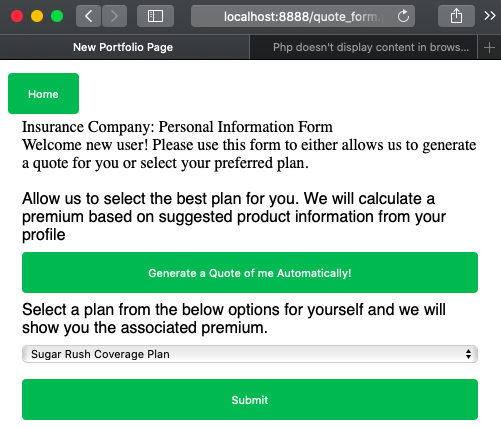 localhost:8888/quote_form.
New Portfolio Page
Php doesn't display content in brows...
Home
Insurance Company: Personal Information Form
Welcome new user! Please use this form to either allows us to generate
a quote for you or select your preferred plan.
Allow us to select the best plan for you. We will calculate a
premium based on suggested product information from your
profile
Generate a Quote of me Automatically!
Select a plan from the below options for yourself and we will
show you the associated premium.
Sugar Rush Coverage Plan
Submit